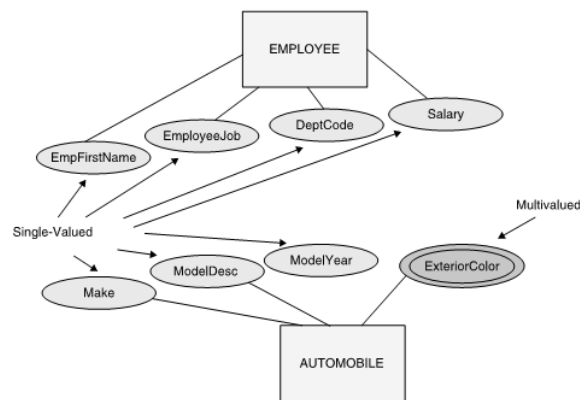 EMPLOYEE
Salary
DeptCode
EmployeeJob
EmpFirstName
Multivalued
Single-Valued
ModelYear
ExteriorColor
ModelDesc
Make
AUTOMOBILE